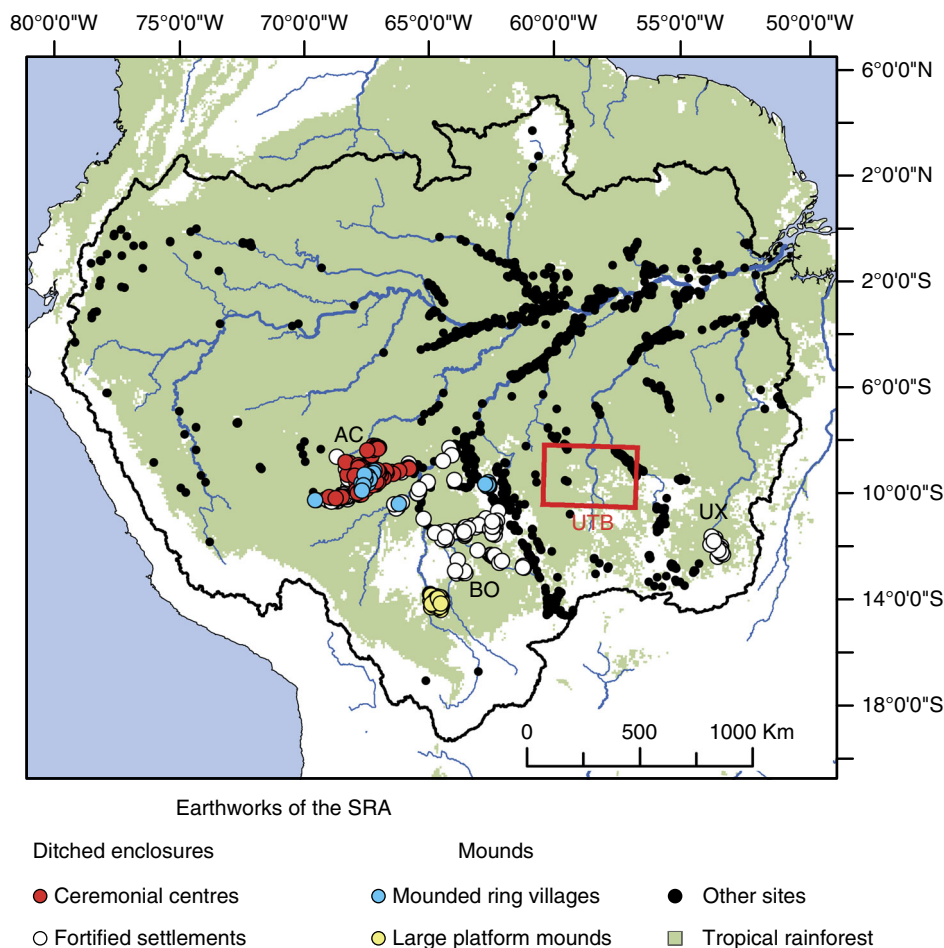 80°0'0"W 75°0'0"W 70°0'0"W 65°0'0"W 60°0'0"W 55°0'0"W 50°0'0"W
6°0'0"N
2°0'0"N
2°0'0"S
6°0'0"S
AC
10°0'0"S
UX
UTB
BO
14°0'0"S
18°0'0"S
0 500 1000 Km
Earthworks of the SRA
Ditched enclosures Mounds
Ceremonial centres Mounded ring villages Other sites
Fortified settlements Large platform mounds Tropical rainforest